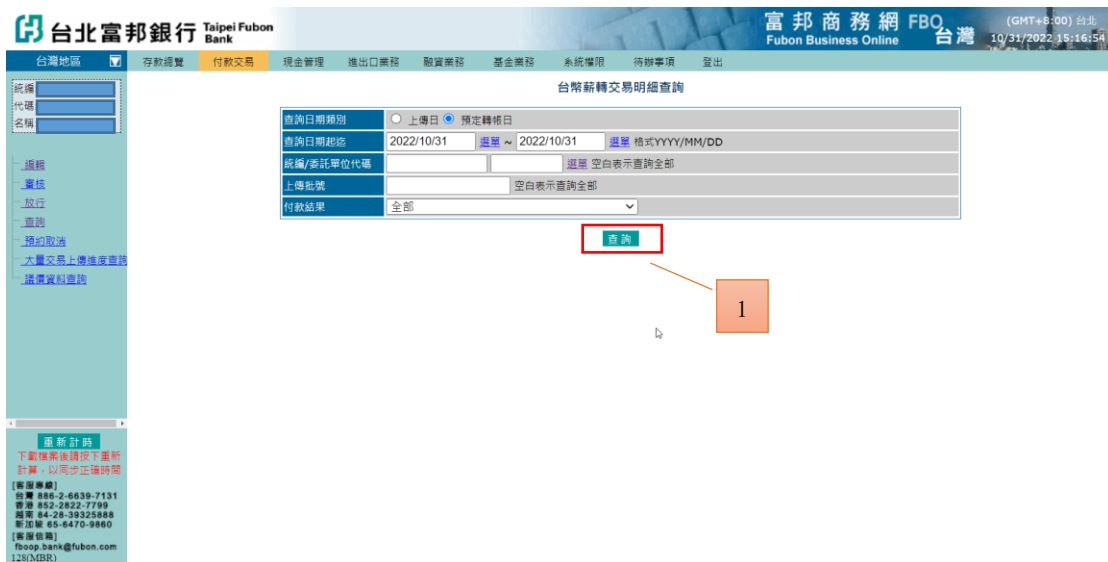 台北富邦銀行 Taipei Fubon Bank
富邦商務網 FBO台灣
Fubon Business Online
(GMT+8:00) 台北
10/31/2022 15:16:54
台灣地區
存款總覽 付款交易 現金管理 進出口業務 融資業務 基金業務 系統權限 待辦事項 登出
統編
代碼
名稱
編輯
審核
放行
查詢
預約取消
大量交易上傳進度查詢
議價資料查詢
台幣薪轉交易明細查詢
查詢日期類別 上傳日 預定轉帳日
查詢日期起迄 2022/10/31 選單 ~ 2022/10/31 選單 格式YYYY/MM/DD
統編/委託單位代碼 選單 空白表示查詢全部
上傳批號 空白表示查詢全部
付款結果 全部
查詢
1
重新計時
下載檔案後請按下重新
計算，以同步正確時間
[客服專線]
台灣 886-2-6639-7131
香港 852-2822-7799
越南 84-28-39325888
新加坡 65-6470-9860
[客服信箱]
fboop.bank@fubon.com
128(MBR)